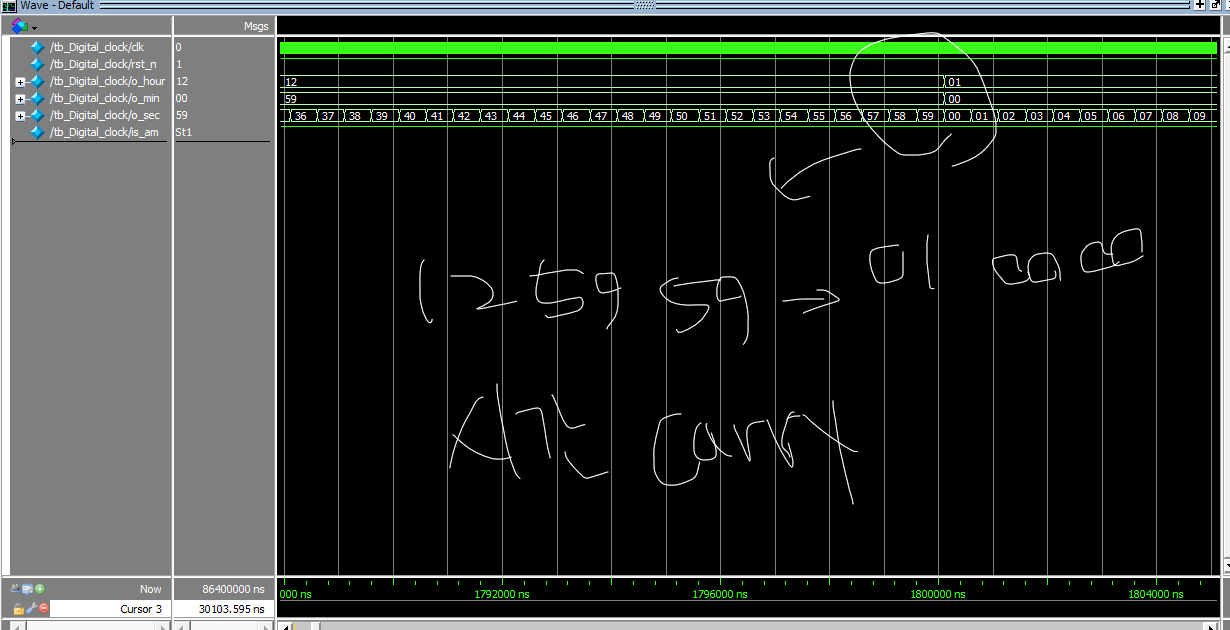 Wave - Default
Msgs
/tb_Digital_clock/clk 0
/tb_Digital_clock/rst_n 1
/tb_Digital_clock/o_hour 12 12 01
/tb_Digital_clock/o_min 00 59 00
/tb_Digital_clock/o_sec 59 36 37 38 39 40 41 42 43 44 45 46 47 48 49 50 51 52 53 54 55 56 57 58 59 00 01 02 03 04 05 06 07 08 09
/tb_Digital_clock/is_am St1
12 59 59 => 01 00 00
carry
Now 86400000 ns
000 ns 1792000 ns 1796000 ns 1800000 ns 1804000 ns
Cursor 3 30103.595 ns